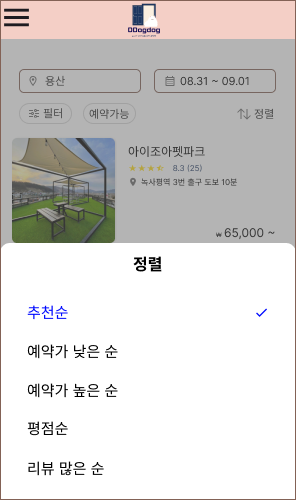 DDogdog
용산
08.31 ~ 09.01
필터
예약가능
정렬
아이조아펫파크
8.3 (25)
녹사평역 3번 출구 도보 10분
₩ 65,000 ~
정렬
추천순
예약가 낮은 순
예약가 높은 순
평점순
리뷰 많은 순